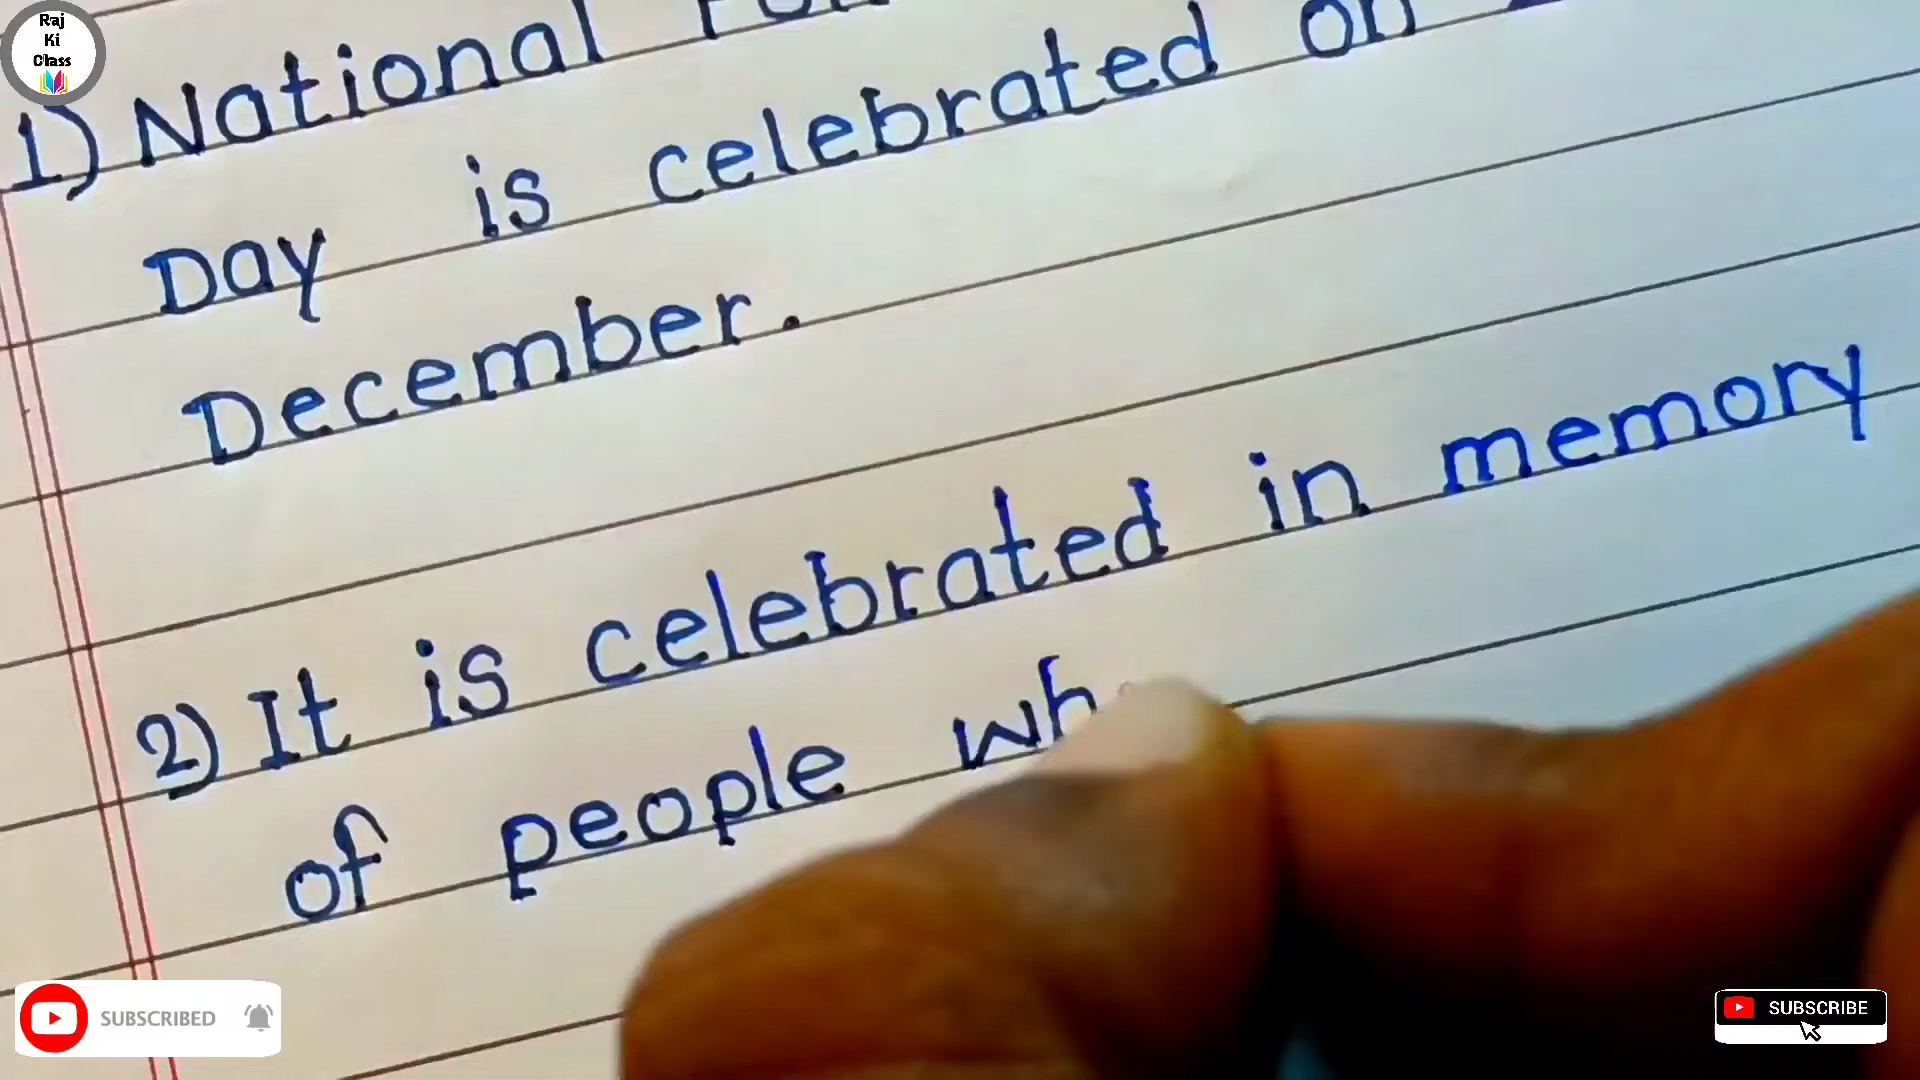 Raj
Ki
Class
1) National
Day is celebrated on
December.
2) It is celebrated in memory
of people
SUBSCRIBED
SUBSCRIBE